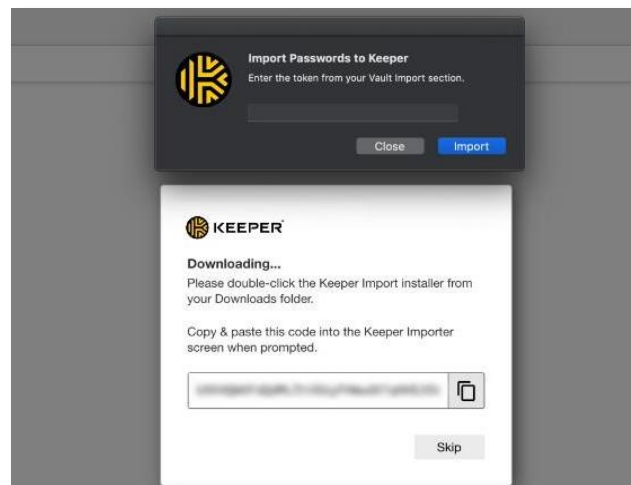 Import Passwords to Keeper
Enter the token from your Vault Import section.
Close
Import
KEEPER
Downloading...
Please double-click the Keeper Import installer from
your Downloads folder.
Copy & paste this code into the Keeper Importer
screen when prompted.
Skip